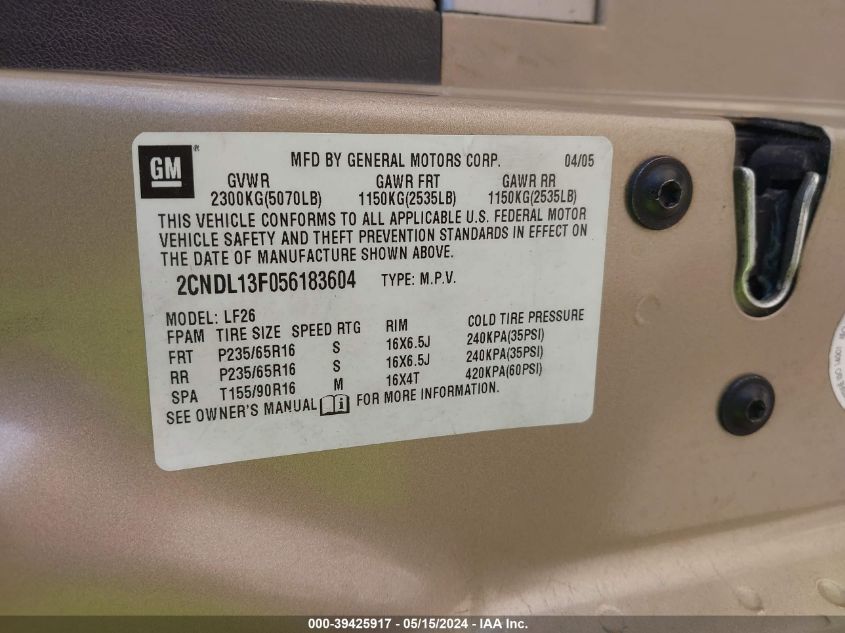 GM ®
MFD BY GENERAL MOTORS CORP. 04/05
GVWR GAWR FRT GAWR RR
2300KG(5070LB) 1150KG(2535LB) 1150KG(2535LB)
THIS VEHICLE CONFORMS TO ALL APPLICABLE U.S. FEDERAL MOTOR
VEHICLE SAFETY AND THEFT PREVENTION STANDARDS IN EFFECT ON
THE DATE OF MANUFACTURE SHOWN ABOVE.
2CNDL13F056183604 TYPE: M.P.V.
MODEL: LF26
FPAM TIRE SIZE SPEED RTG RIM COLD TIRE PRESSURE
FRT P235/65R16 S 16X6.5J 240KPA(35PSI)
RR P235/65R16 S 16X6.5J 240KPA(35PSI)
SPA T155/90R16 M 16X4T 420KPA(60PSI)
SEE OWNER'S MANUAL i FOR MORE INFORMATION.
000-39425917 - 05/15/2024 - IAA Inc.